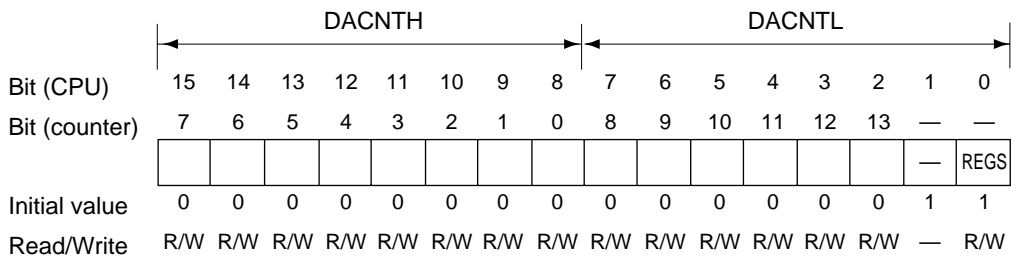 DACNTH DACNTL
Bit (CPU) 15 14 13 12 11 10 9 8 7 6 5 4 3 2 1 0
Bit (counter) 7 6 5 4 3 2 1 0 8 9 10 11 12 13 — —
— REGS
Initial value 0 0 0 0 0 0 0 0 0 0 0 0 0 0 1 1
Read/Write R/W R/W R/W R/W R/W R/W R/W R/W R/W R/W R/W R/W R/W R/W — R/W